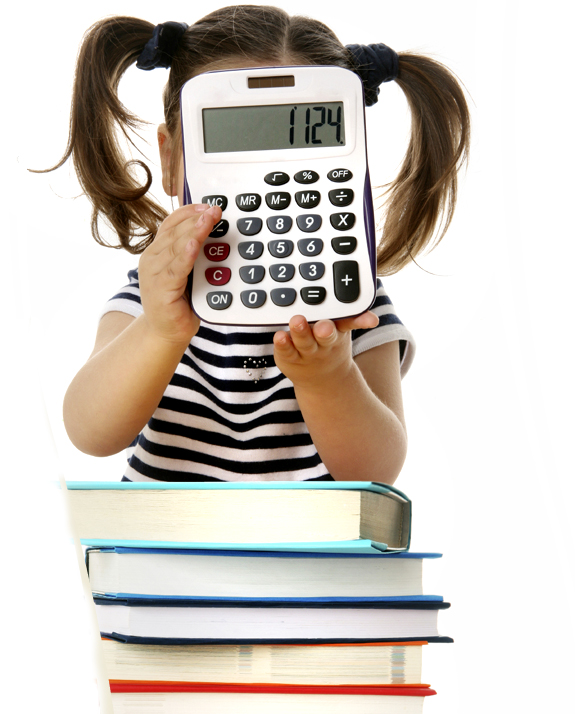 1124.
√ % OFF
MC MR M− M+ ÷
7 8 9 X
CE 4 5 6 −
C 1 2 3 +
ON 0 . =